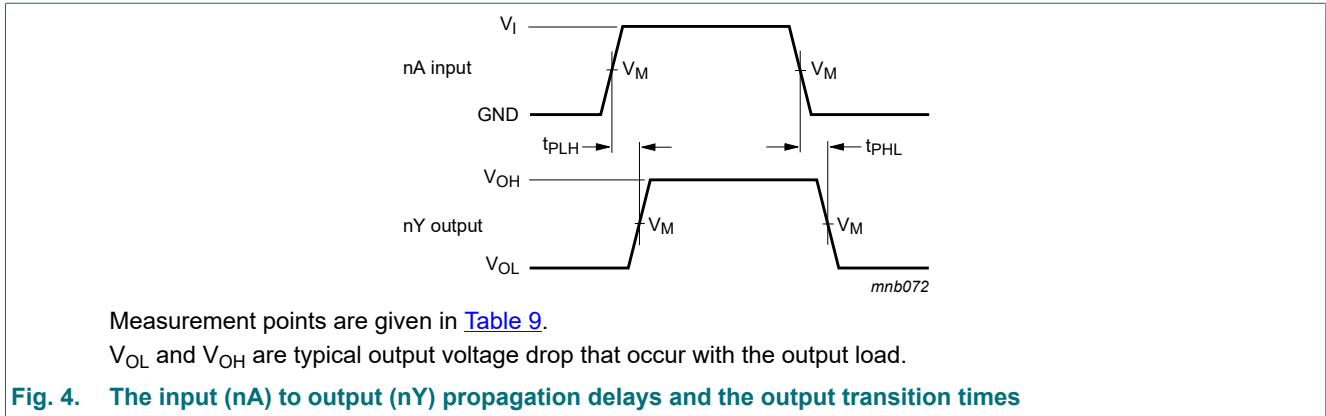 V_I
nA input
V_M
V_M
GND
t_PLH
t_PHL
V_OH
nY output
V_M
V_M
V_OL
mnb072
Measurement points are given in Table 9.
V_OL and V_OH are typical output voltage drop that occur with the output load.
Fig. 4. The input (nA) to output (nY) propagation delays and the output transition times